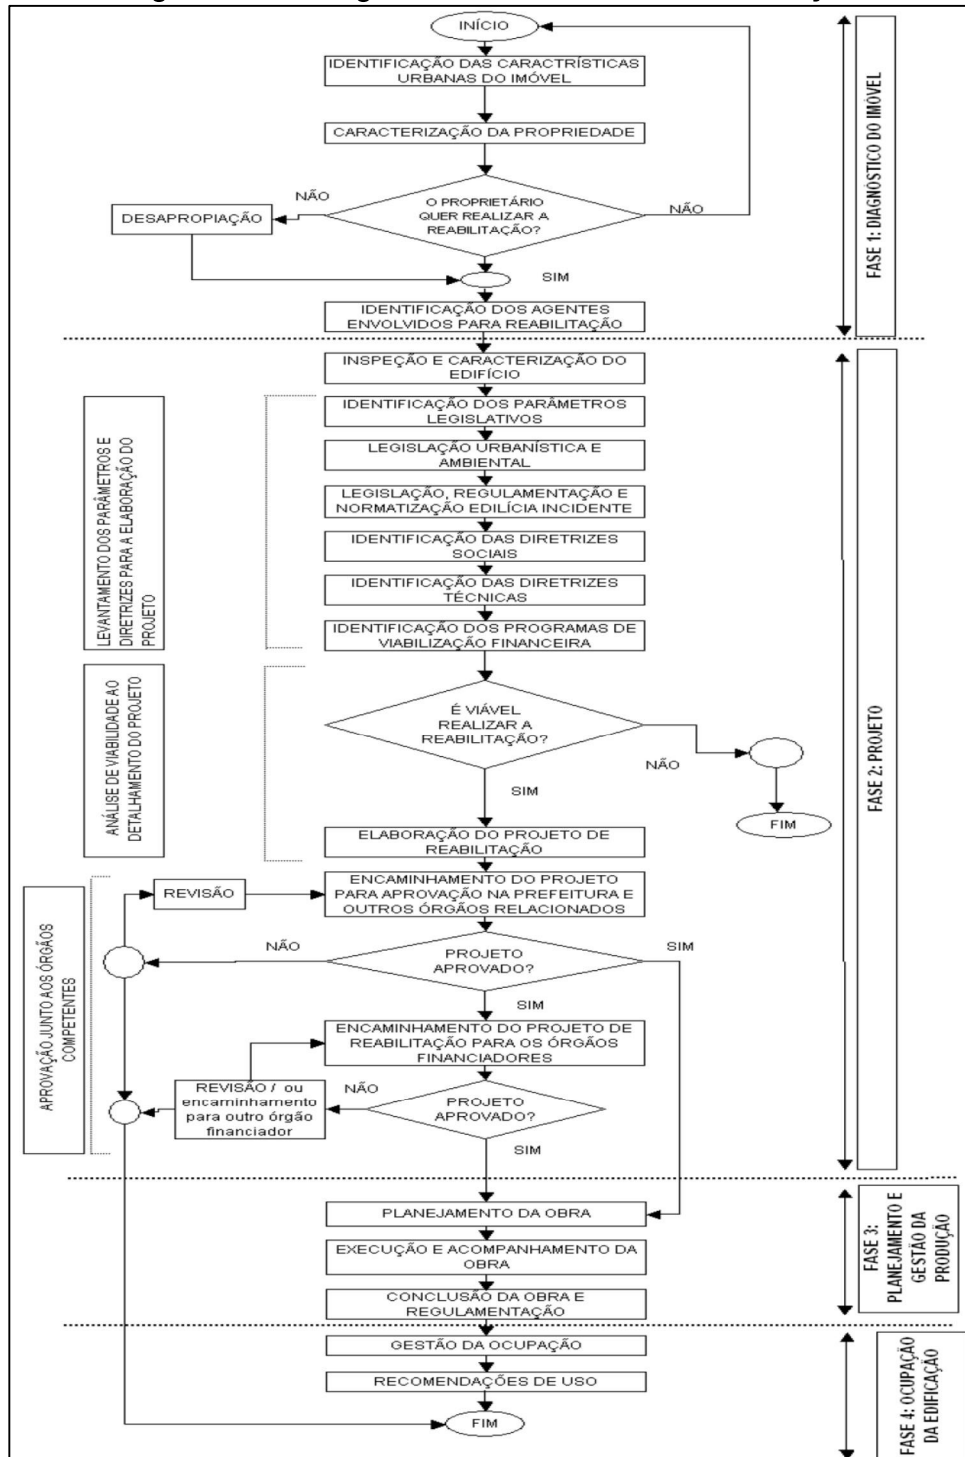 INÍCIO
IDENTIFICAÇÃO DAS CARACTRÍSTICAS
URBANAS DO IMÓVEL
CARACTERIZAÇÃO DA PROPRIEDADE
NÃO
O PROPRIETÁRIO
QUER REALIZAR A
REABILITAÇÃO?
NÃO
DESAPROPIAÇÃO
SIM
IDENTIFICAÇÃO DOS AGENTES
ENVOLVIDOS PARA REABILITAÇÃO
FASE 1: DIAGNÓSTICO DO IMÓVEL
INSPEÇÃO E CARACTERIZAÇÃO DO
EDIFÍCIO
IDENTIFICAÇÃO DOS PARÂMETROS
LEGISLATIVOS
LEGISLAÇÃO URBANÍSTICA E
AMBIENTAL
LEGISLAÇÃO, REGULAMENTAÇÃO E
NORMATIZAÇÃO EDILÍCIA INCIDENTE
IDENTIFICAÇÃO DAS DIRETRIZES
SOCIAIS
IDENTIFICAÇÃO DAS DIRETRIZES
TÉCNICAS
IDENTIFICAÇÃO DOS PROGRAMAS DE
VIABILIZAÇÃO FINANCEIRA
LEVANTAMENTO DOS PARÂMETROS E
DIRETRIZES PARA A ELABORAÇÃO DO
PROJETO
É VIÁVEL
REALIZAR A
REABILITAÇÃO?
NÃO
SIM
FIM
ANÁLISE DE VIABILIDADE AO
DETALHAMENTO DO PROJETO
ELABORAÇÃO DO PROJETO DE
REABILITAÇÃO
ENCAMINHAMENTO DO PROJETO
PARA APROVAÇÃO NA PREFEITURA E
OUTROS ÓRGÃOS RELACIONADOS
REVISÃO
NÃO
PROJETO
APROVADO?
SIM
SIM
ENCAMINHAMENTO DO PROJETO DE
REABILITAÇÃO PARA OS ÓRGÃOS
FINANCIADORES
REVISÃO / ou
encaminhamento
para outro órgão
financiador
NÃO
PROJETO
APROVADO?
SIM
APROVAÇÃO JUNTO AOS ÓRGÃOS
COMPETENTES
FASE 2: PROJETO
PLANEJAMENTO DA OBRA
EXECUÇÃO E ACOMPANHAMENTO DA
OBRA
CONCLUSÃO DA OBRA E
REGULAMENTAÇÃO
FASE 3:
PLANEJAMENTO E
GESTÃO DA
PRODUÇÃO
GESTÃO DA OCUPAÇÃO
RECOMENDAÇÕES DE USO
FIM
FASE 4: OCUPAÇÃO
DA EDIFICAÇÃO